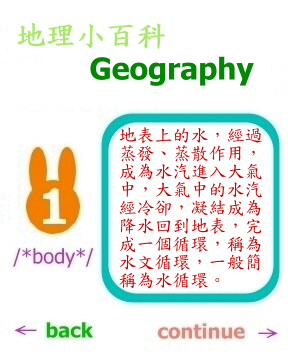 地理小百科
Geography
地表上的水，經過
蒸發、蒸散作用，
成為水汽進入大氣
中，大氣中的水汽
經冷卻，凝結成為
降水回到地表，完
成一個循環，稱為
水文循環，一般簡
稱為水循環。
1
/*body*/
← back
continue →